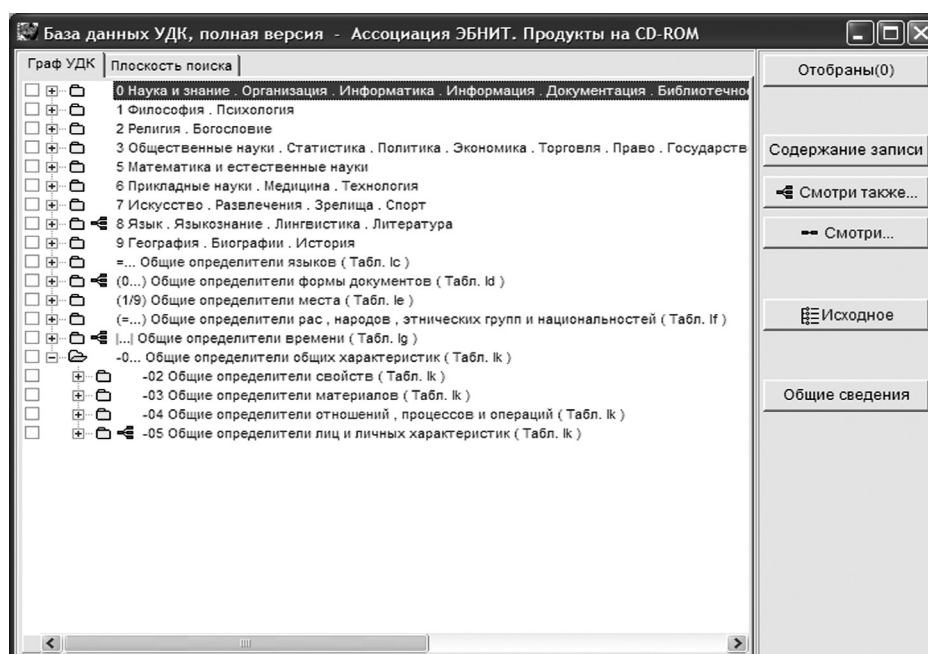 База данных УДК, полная версия - Ассоциация ЭБНИТ. Продукты на CD-ROM
Граф УДК Плоскость поиска
0 Наука и знание . Организация . Информатика . Информация . Документация . Библиотечно
1 Философия . Психология
2 Религия . Богословие
3 Общественные науки . Статистика . Политика . Экономика . Торговля . Право . Государств
5 Математика и естественные науки
6 Прикладные науки . Медицина . Технология
7 Искусство . Развлечения . Зрелища . Спорт
8 Язык . Языкознание . Лингвистика . Литература
9 География . Биографии . История
=... Общие определители языков ( Табл. Ic )
(0...) Общие определители формы документов ( Табл. Id )
(1/9) Общие определители места ( Табл. Ie )
(=...) Общие определители рас , народов , этнических групп и национальностей ( Табл. If )
|...| Общие определители времени ( Табл. Ig )
-0... Общие определители общих характеристик ( Табл. Ik )
-02 Общие определители свойств ( Табл. Ik )
-03 Общие определители материалов ( Табл. Ik )
-04 Общие определители отношений , процессов и операций ( Табл. Ik )
-05 Общие определители лиц и личных характеристик ( Табл. Ik )
Отобраны(0)
Содержание записи
Смотри также...
Смотри...
Исходное
Общие сведения